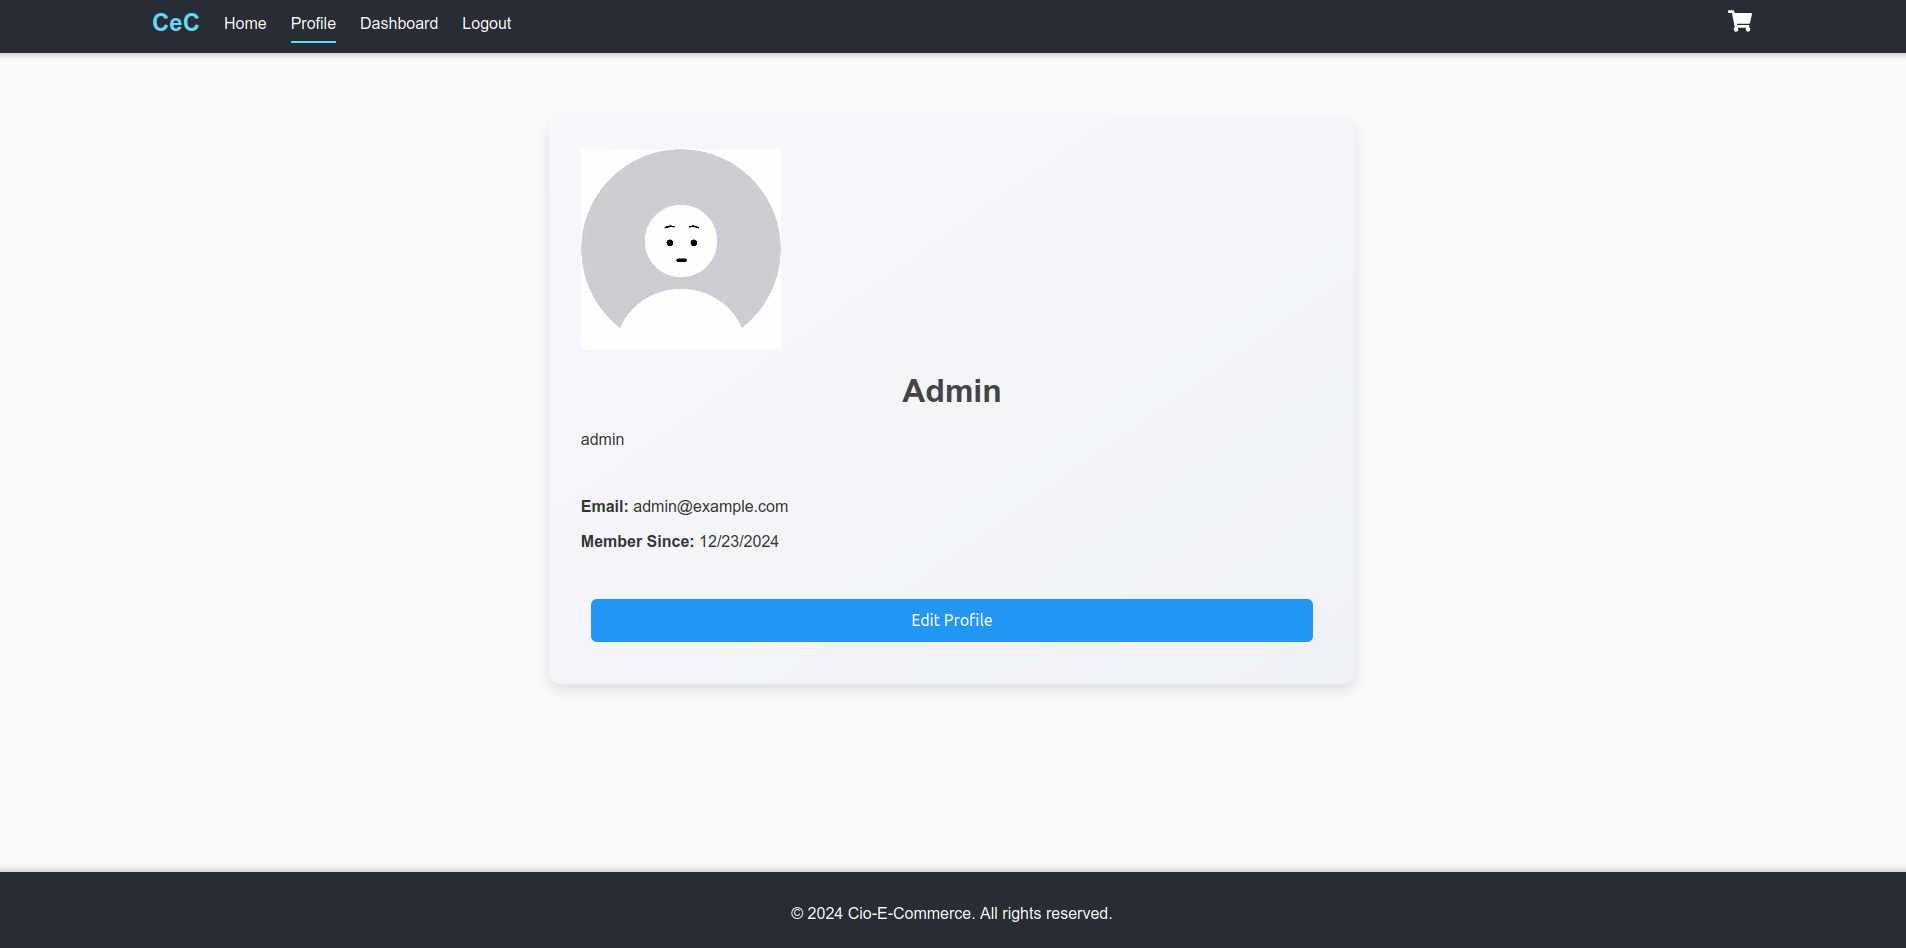 CeC Home Profile Dashboard Logout
Admin
admin
Email: admin@example.com
Member Since: 12/23/2024
Edit Profile
© 2024 Cio-E-Commerce. All rights reserved.